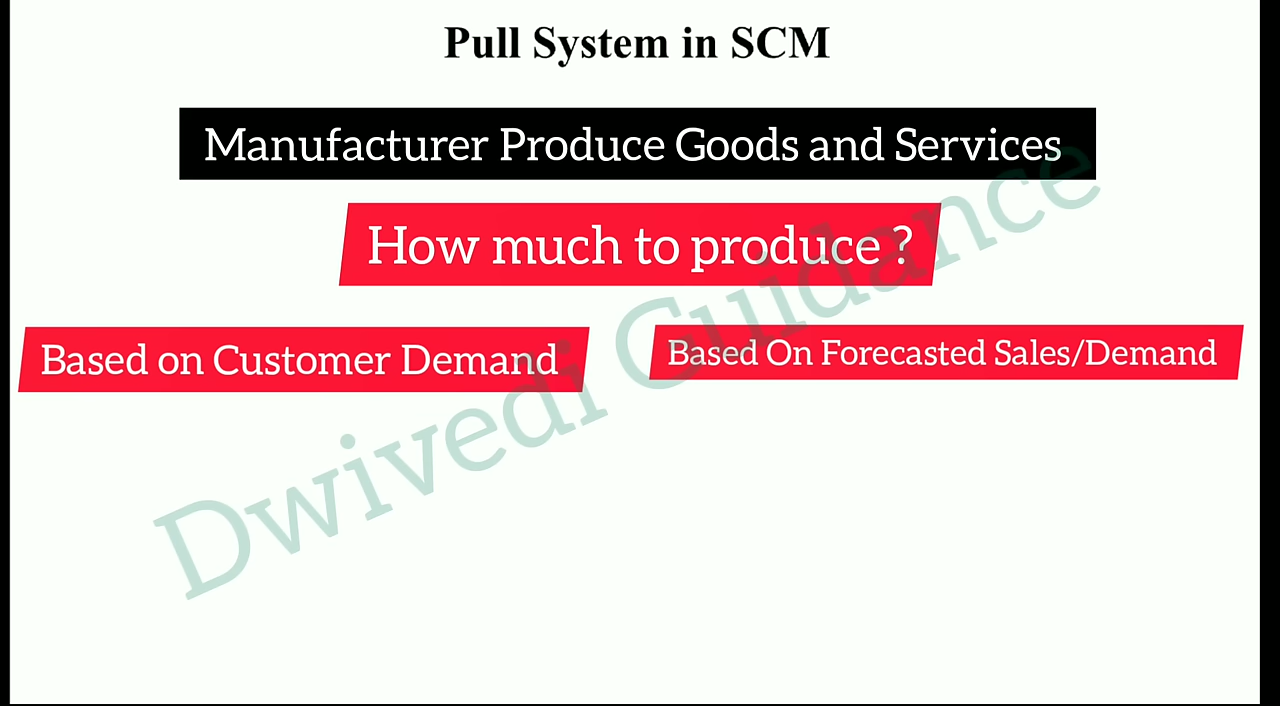 Pull System in SCM
Manufacturer Produce Goods and Services
How much to produce ?
Based on Customer Demand
Based On Forecasted Sales/Demand
Dwivedi Guidance